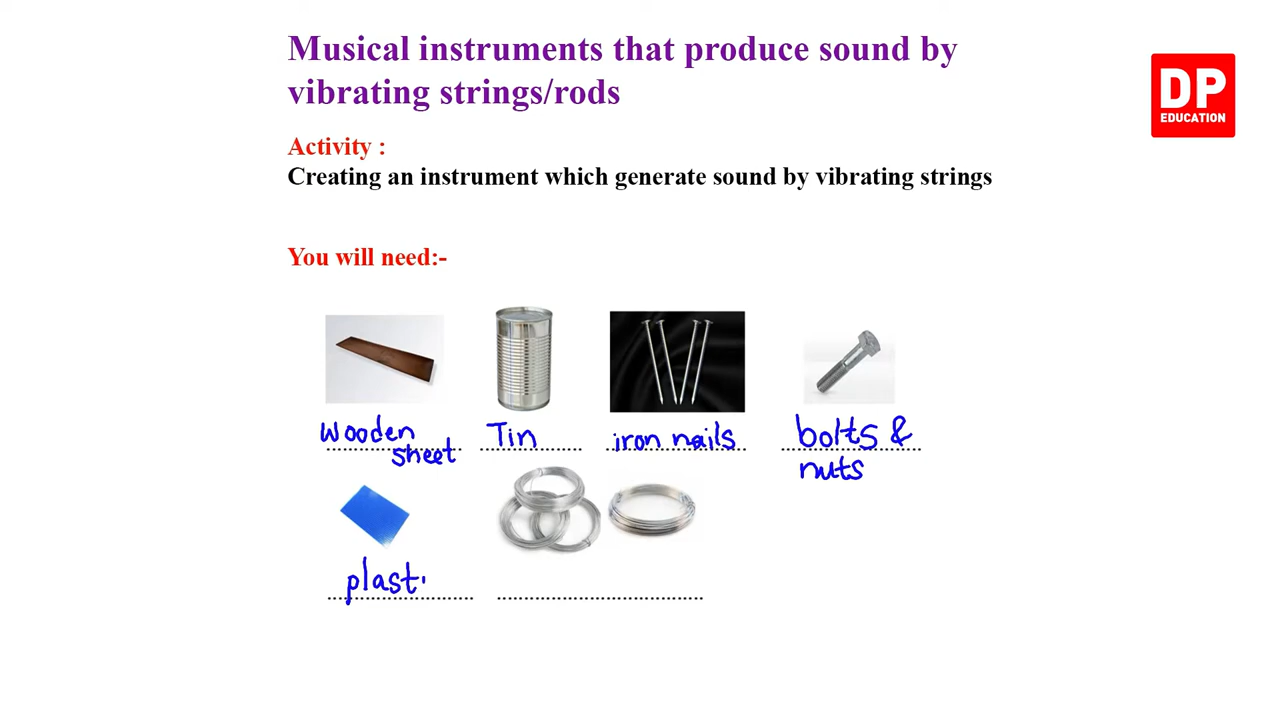 Musical instruments that produce sound by
vibrating strings/rods
DP
EDUCATION
Activity :
Creating an instrument which generate sound by vibrating strings
You will need:-
Wooden
sheet
Tin
iron nails
bolts &
nuts
plast